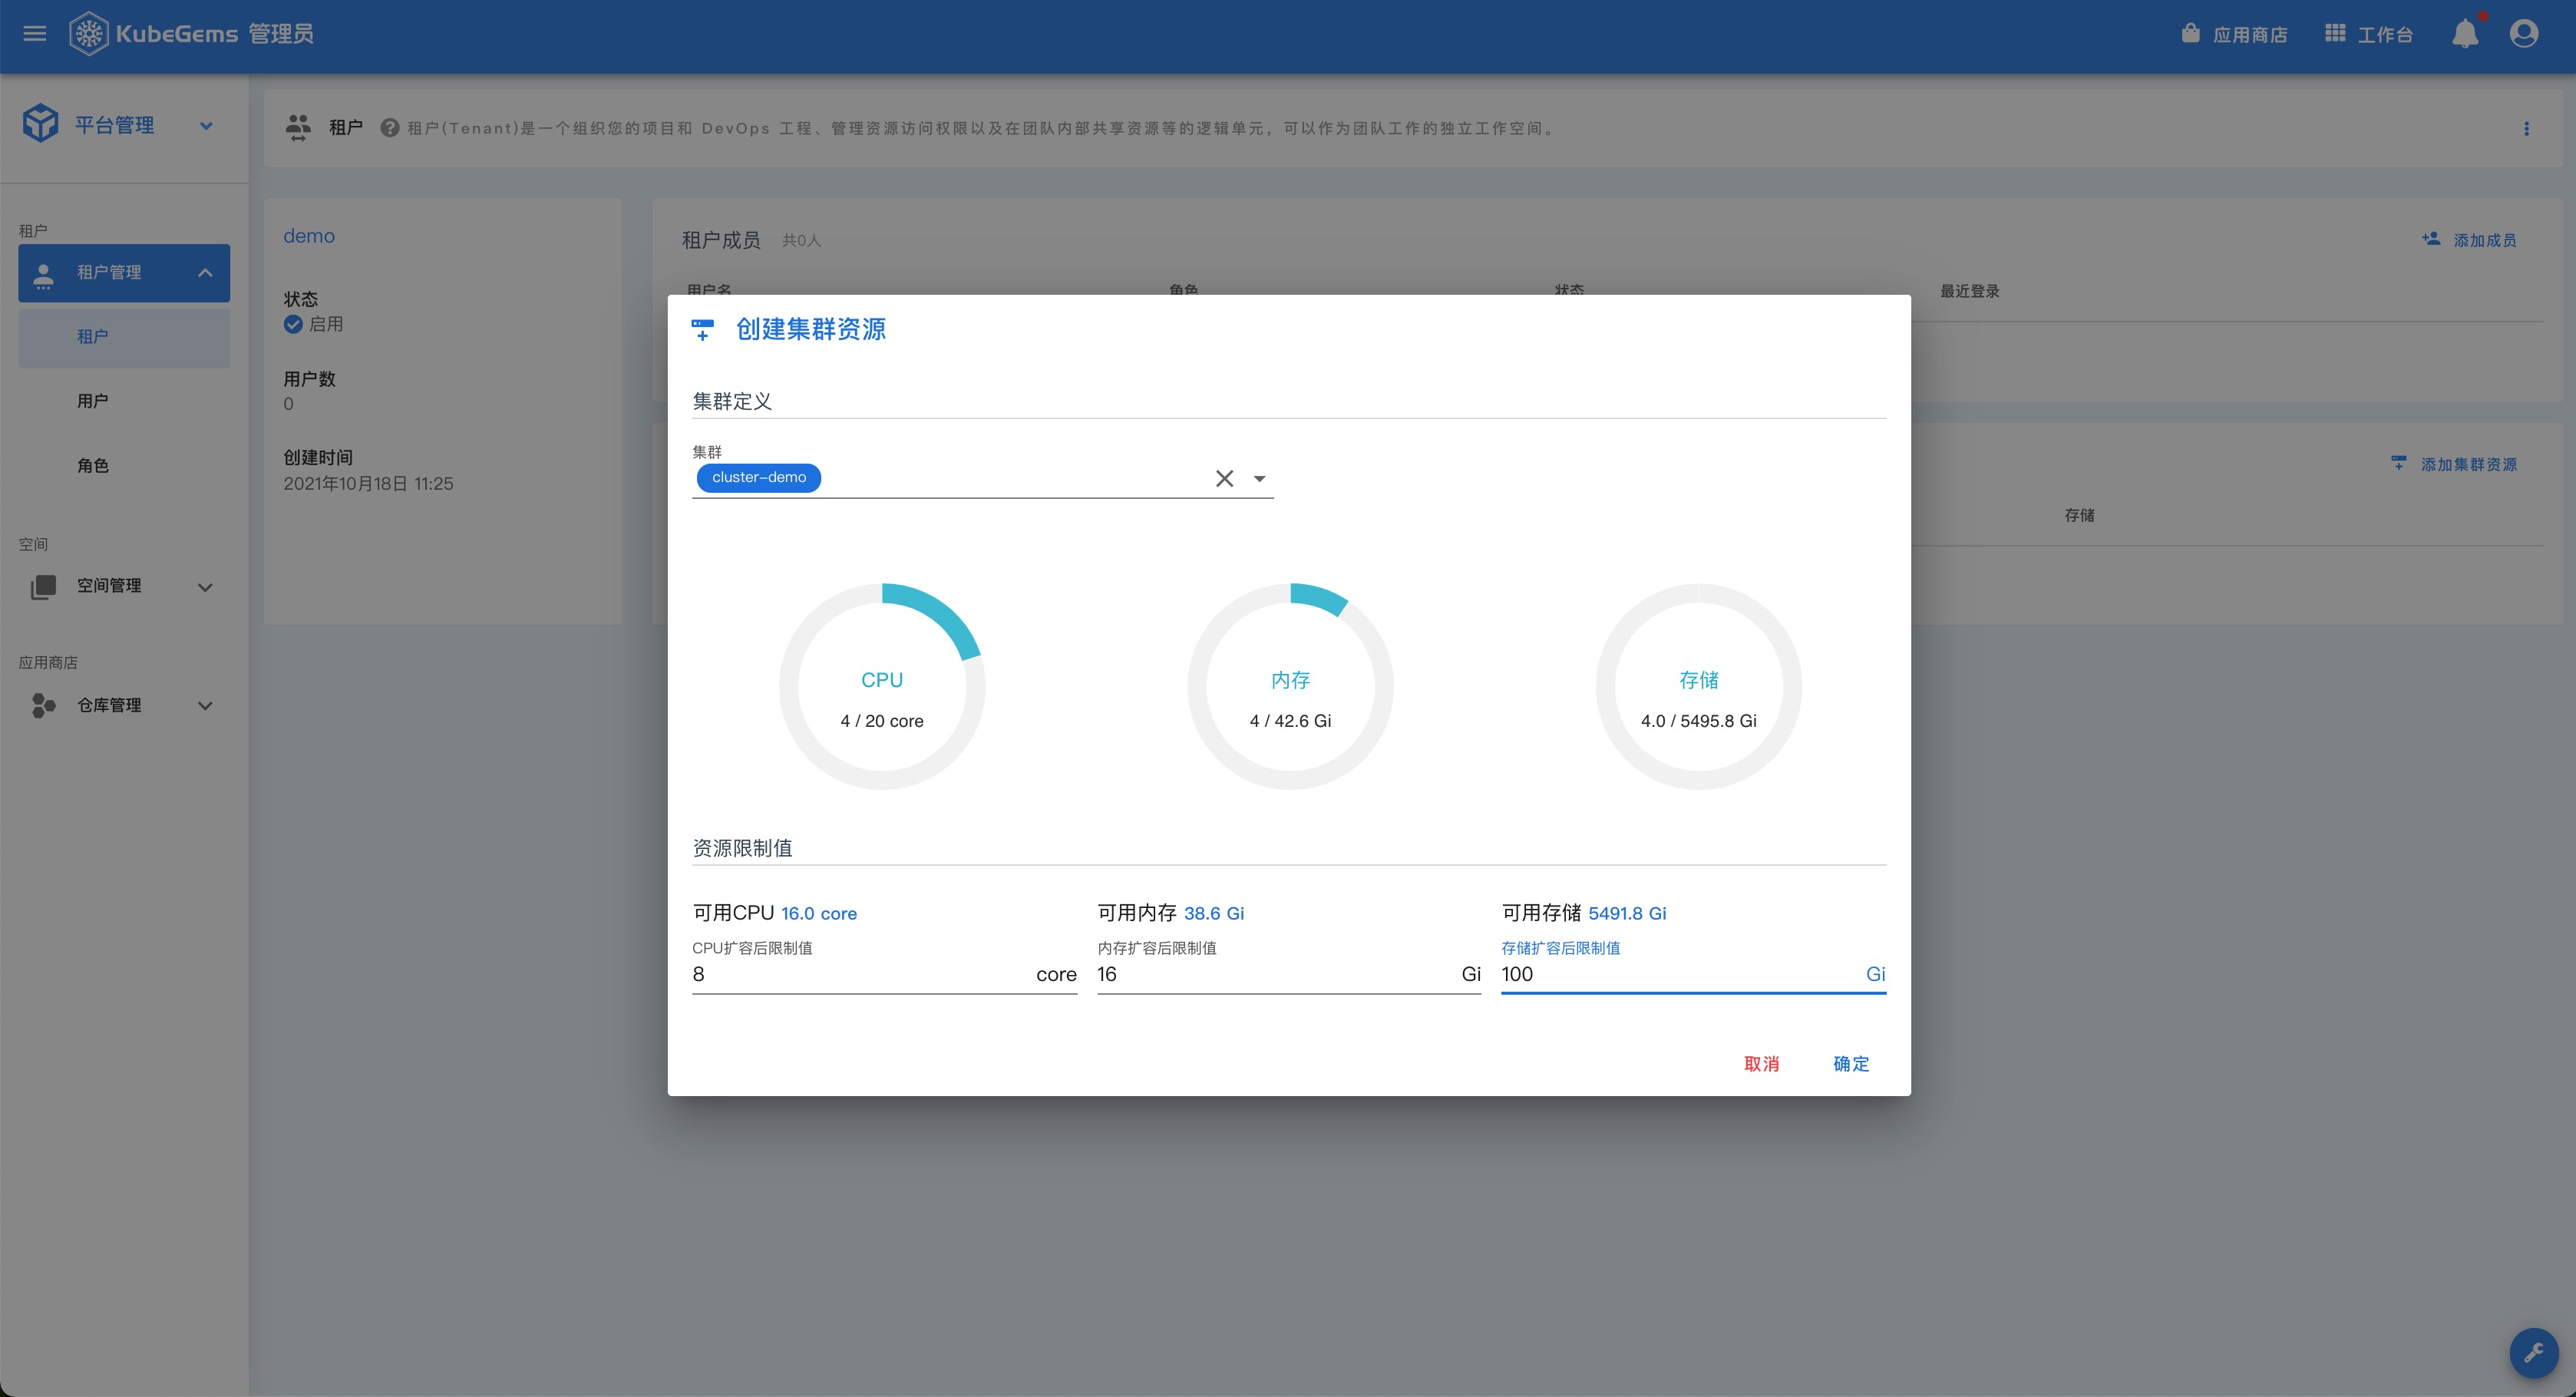 KubeGems 管理员
应用商店
工作台
平台管理
租户
租户(Tenant)是一个组织您的项目和 DevOps 工程、管理资源访问权限以及在团队内部共享资源等的逻辑单元，可以作为团队工作的独立工作空间。
租户
租户管理
租户
用户
角色
空间
空间管理
应用商店
仓库管理
demo
状态
启用
用户数
0
创建时间
2021年10月18日 11:25
租户成员 共0人
添加成员
用户名 角色 状态 最近登录
添加集群资源
存储
创建集群资源
集群定义
集群
cluster-demo
CPU
4 / 20 core
内存
4 / 42.6 Gi
存储
4.0 / 5495.8 Gi
资源限制值
可用CPU 16.0 core
CPU扩容后限制值
8 core
可用内存 38.6 Gi
内存扩容后限制值
16 Gi
可用存储 5491.8 Gi
存储扩容后限制值
100 Gi
取消
确定